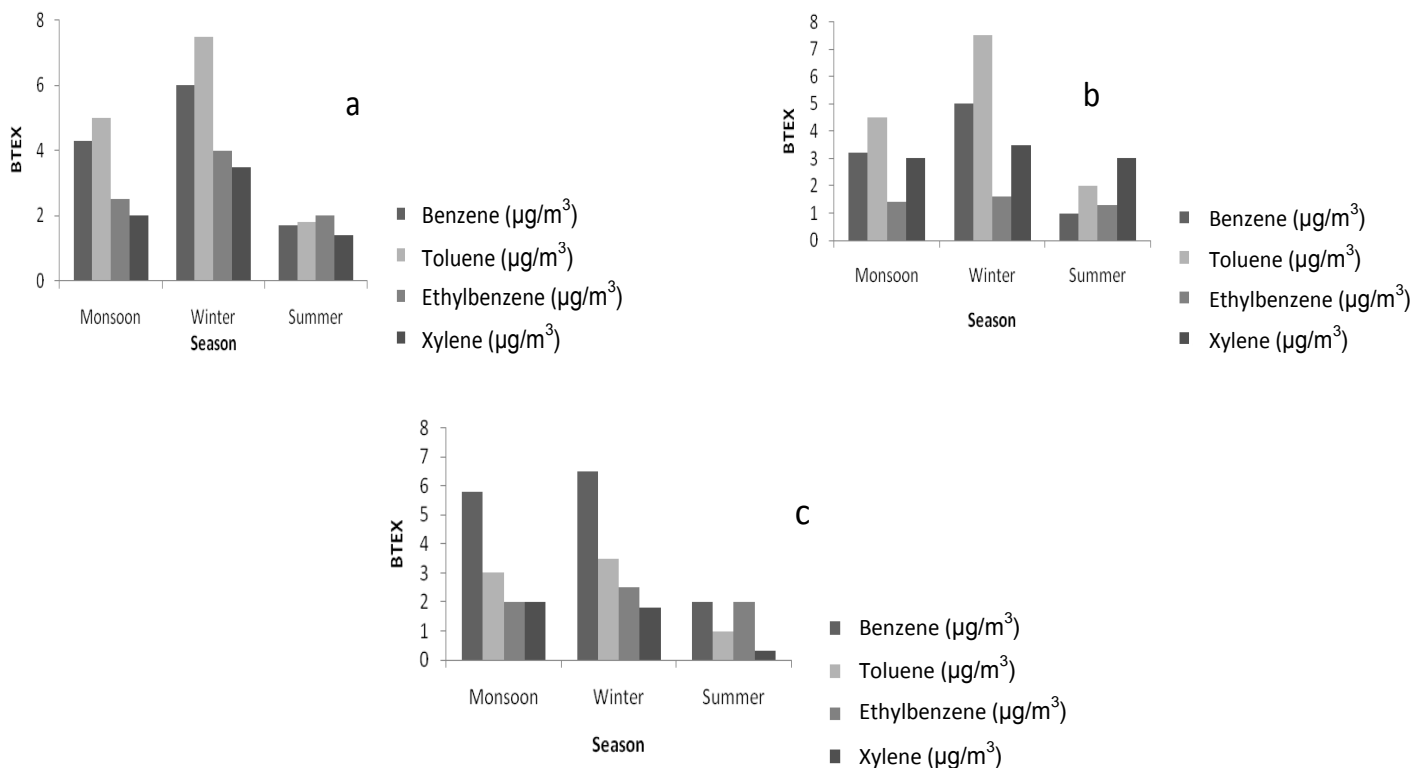 8
6
4
2
0
BTEX
Monsoon Winter Summer
Season
a
Benzene (µg/m³)
Toluene (µg/m³)
Ethylbenzene (µg/m³)
Xylene (µg/m³)
8
7
6
5
4
3
2
1
0
BTEX
Monsoon Winter Summer
Season
b
Benzene (µg/m³)
Toluene (µg/m³)
Ethylbenzene (µg/m³)
Xylene (µg/m³)
8
7
6
5
4
3
2
1
0
BTEX
Monsoon Winter Summer
Season
c
Benzene (µg/m³)
Toluene (µg/m³)
Ethylbenzene (µg/m³)
Xylene (µg/m³)